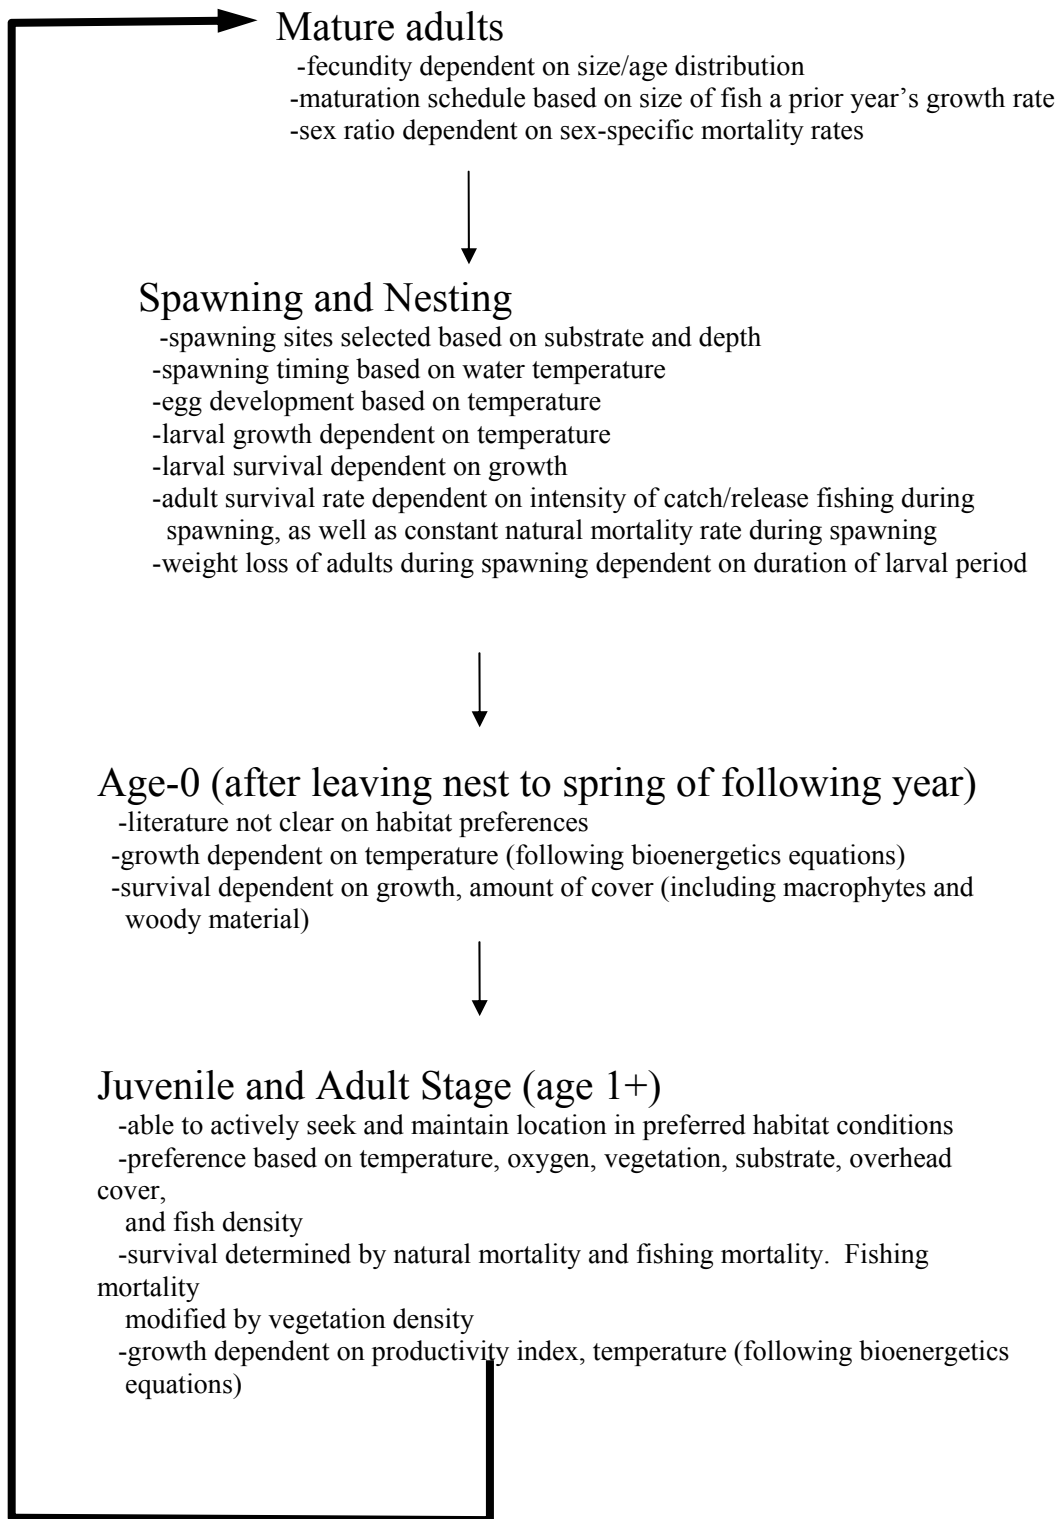 Mature adults
-fecundity dependent on size/age distribution
-maturation schedule based on size of fish a prior year's growth rate
-sex ratio dependent on sex-specific mortality rates
Spawning and Nesting
-spawning sites selected based on substrate and depth
-spawning timing based on water temperature
-egg development based on temperature
-larval growth dependent on temperature
-larval survival dependent on growth
-adult survival rate dependent on intensity of catch/release fishing during
spawning, as well as constant natural mortality rate during spawning
-weight loss of adults during spawning dependent on duration of larval period
Age-0 (after leaving nest to spring of following year)
-literature not clear on habitat preferences
-growth dependent on temperature (following bioenergetics equations)
-survival dependent on growth, amount of cover (including macrophytes and
woody material)
Juvenile and Adult Stage (age 1+)
-able to actively seek and maintain location in preferred habitat conditions
-preference based on temperature, oxygen, vegetation, substrate, overhead
cover,
and fish density
-survival determined by natural mortality and fishing mortality.  Fishing
mortality
modified by vegetation density
-growth dependent on productivity index, temperature (following bioenergetics
equations)